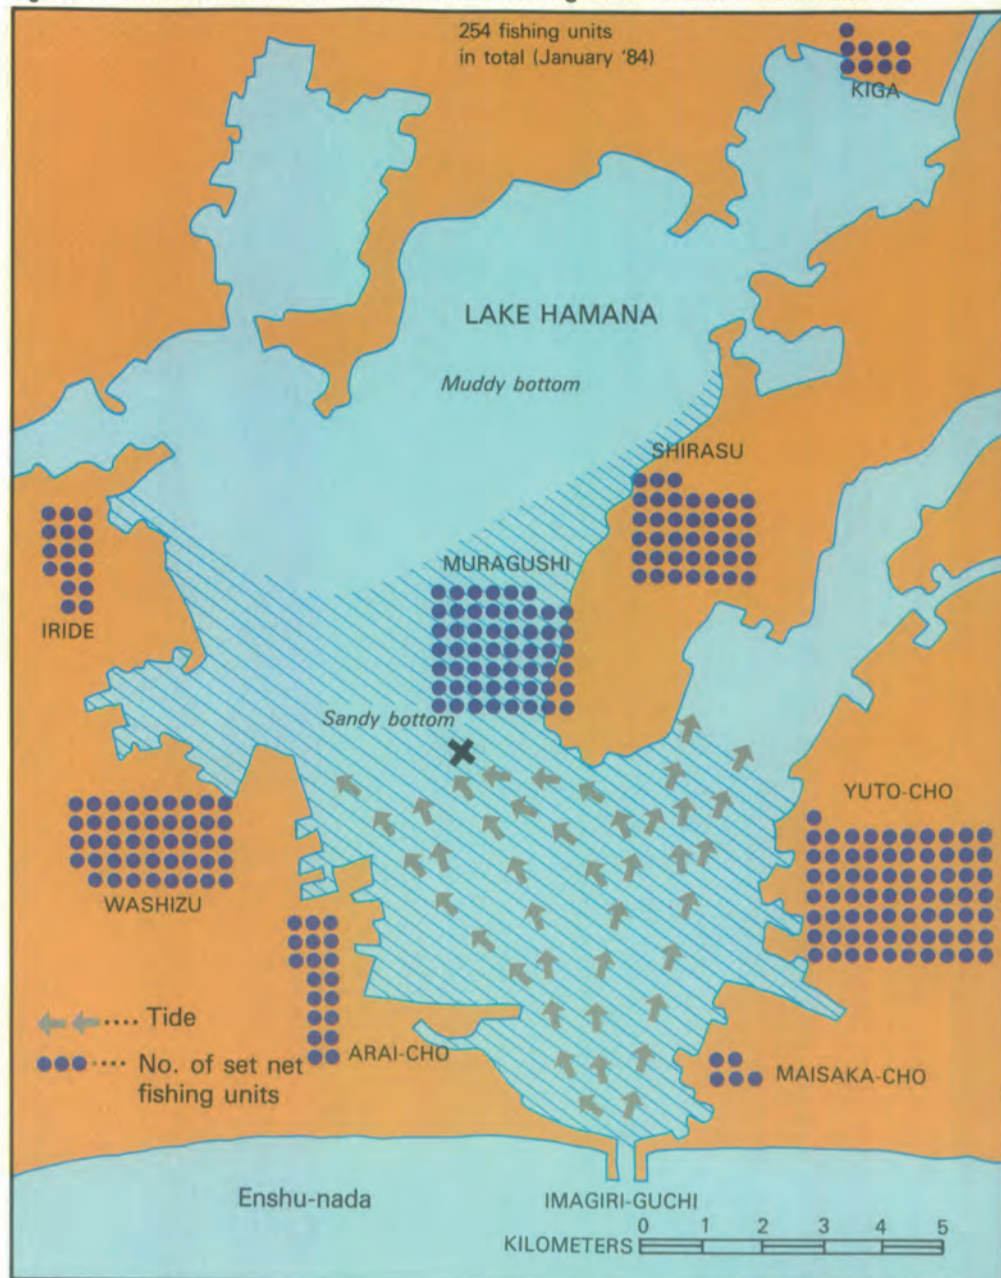 254 fishing units
in total (January '84)
KIGA
LAKE HAMANA
Muddy bottom
SHIRASU
MURAGUSHI
IRIDE
Sandy bottom
YUTO-CHO
WASHIZU
Tide
ARAI-CHO
No. of set net
fishing units
MAISAKA-CHO
Enshu-nada
IMAGIRI-GUCHI
0 1 2 3 4 5
KILOMETERS